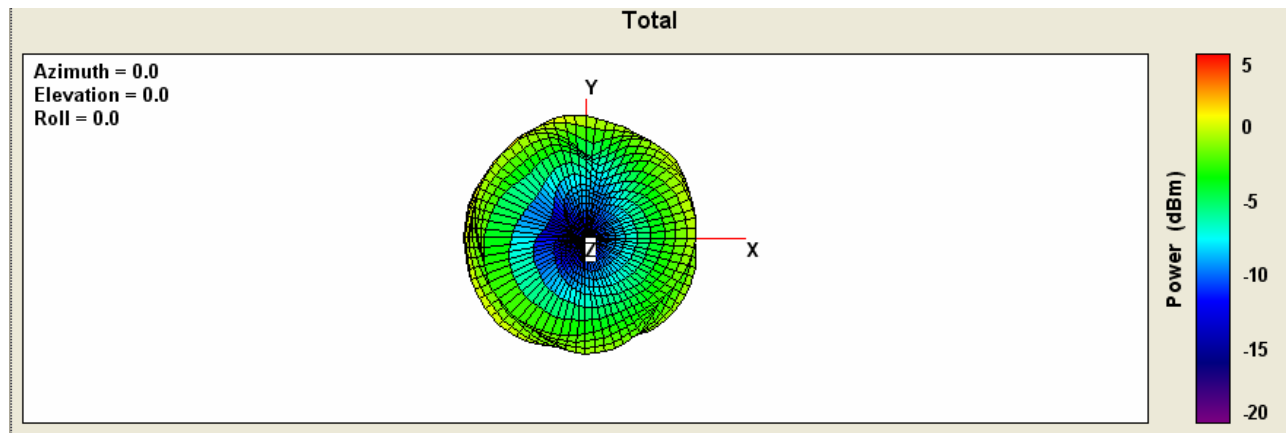 Total
Azimuth = 0.0
Elevation = 0.0
Roll = 0.0
Y
X
Z
5
0
-5
-10
-15
-20
Power (dBm)